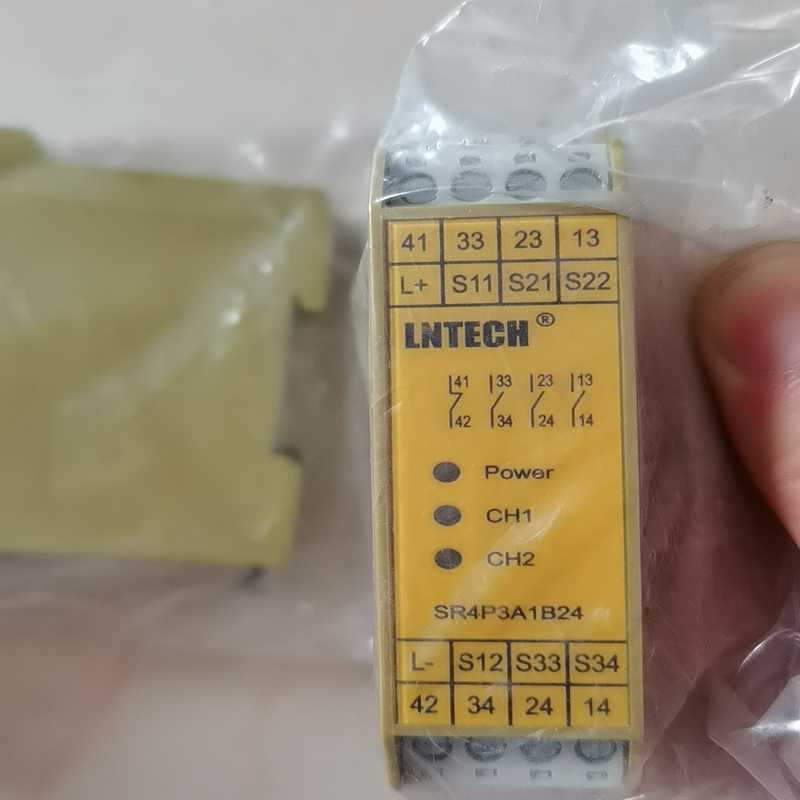 41 33 23 13
L+ S11 S21 S22
LNTECH®
41 33 23 13
42 34 24 14
Power
CH1
CH2
SR4P3A1B24
L- S12 S33 S34
42 34 24 14